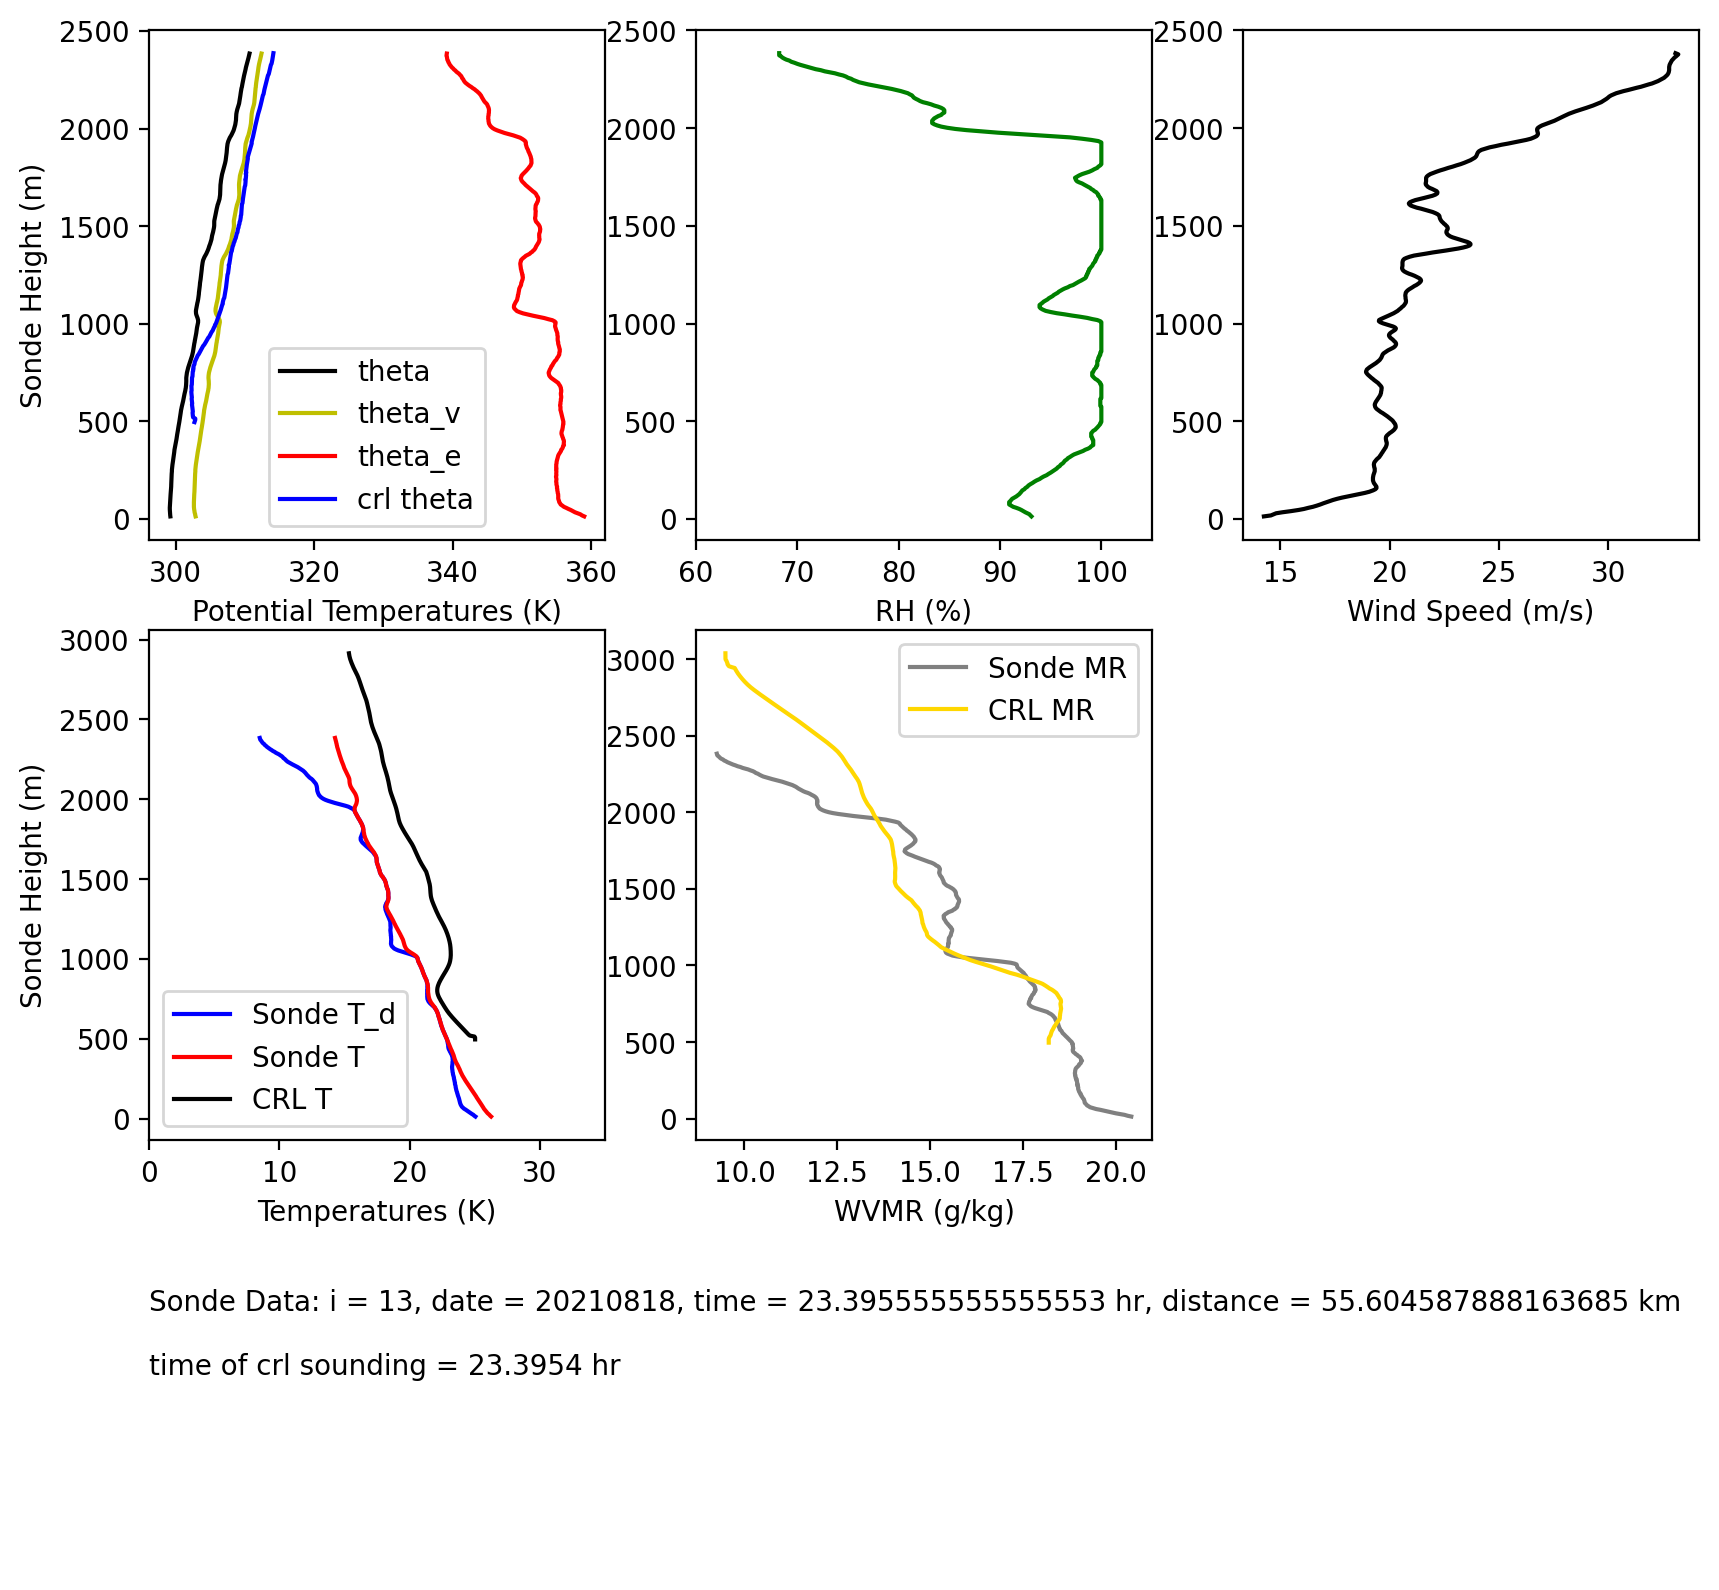 2500
2000
1500
1000
500
0
Sonde Height (m)
300 320 340 360
Potential Temperatures (K)
theta
theta_v
theta_e
crl theta
2500
2000
1500
1000
500
0
60 70 80 90 100
RH (%)
2500
2000
1500
1000
500
0
15 20 25 30
Wind Speed (m/s)
3000
2500
2000
1500
1000
500
0
Sonde Height (m)
Sonde T_d
Sonde T
CRL T
0 10 20 30
Temperatures (K)
3000
2500
2000
1500
1000
500
0
Sonde MR
CRL MR
10.0 12.5 15.0 17.5 20.0
WVMR (g/kg)
Sonde Data: i = 13, date = 20210818, time = 23.395555555555553 hr, distance = 55.604587888163685 km
time of crl sounding = 23.3954 hr